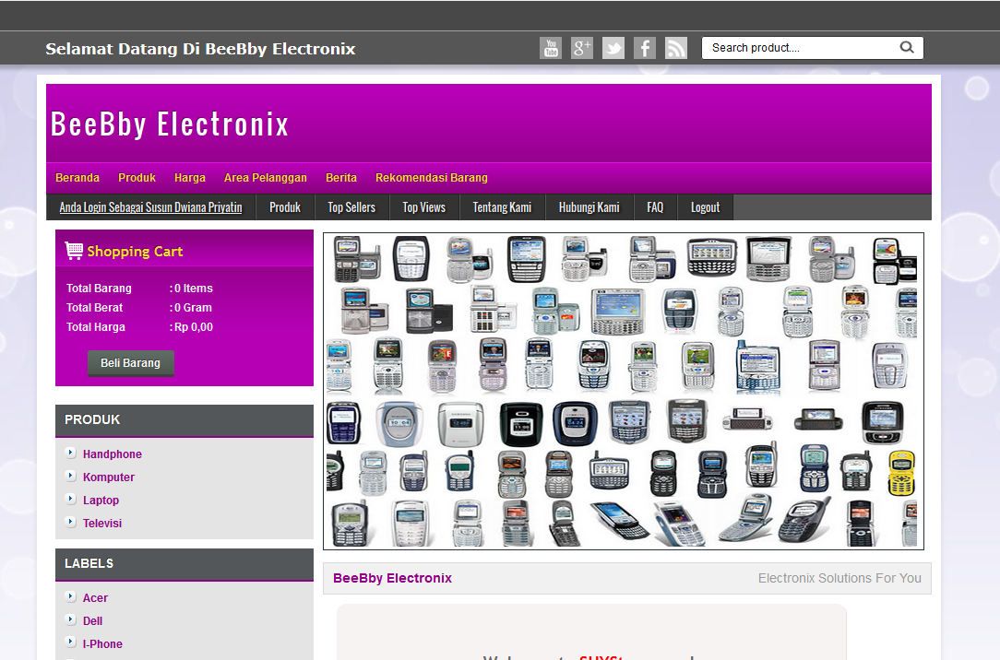 Selamat Datang Di BeeBby Electronix
You
Tube
g+
Search product....
BeeBby Electronix
Beranda Produk Harga Area Pelanggan Berita Rekomendasi Barang
Anda Login Sebagai Susun Dwiana Priyatin Produk Top Sellers Top Views Tentang Kami Hubungi Kami FAQ Logout
Shopping Cart
Total Barang : 0 Items
Total Berat : 0 Gram
Total Harga : Rp 0,00
Beli Barang
PRODUK
Handphone
Komputer
Laptop
Televisi
LABELS
Acer
Dell
I-Phone
BeeBby Electronix Electronix Solutions For You